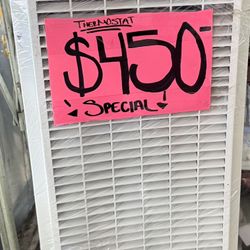 THERMOSTAT
$450
SPECIAL